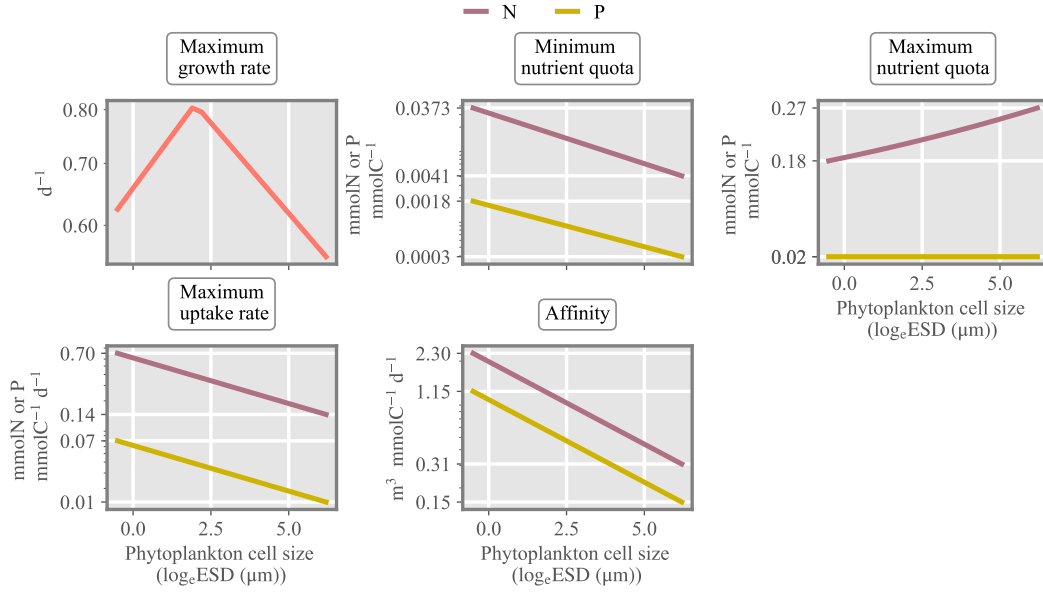 N
P
Maximum
growth rate
d⁻¹
0.80
0.70
0.60
Minimum
nutrient quota
mmolN or P
mmolC⁻¹
0.0373
0.0041
0.0018
0.0003
Maximum
nutrient quota
mmolN or P
mmolC⁻¹
0.27
0.18
0.02
0.0 2.5 5.0
Phytoplankton cell size
(logₑESD (μm))
Maximum
uptake rate
mmolN or P
mmolC⁻¹ d⁻¹
0.70
0.14
0.07
0.01
0.0 2.5 5.0
Phytoplankton cell size
(logₑESD (μm))
Affinity
m³ mmolC⁻¹ d⁻¹
2.30
1.15
0.31
0.15
0.0 2.5 5.0
Phytoplankton cell size
(logₑESD (μm))